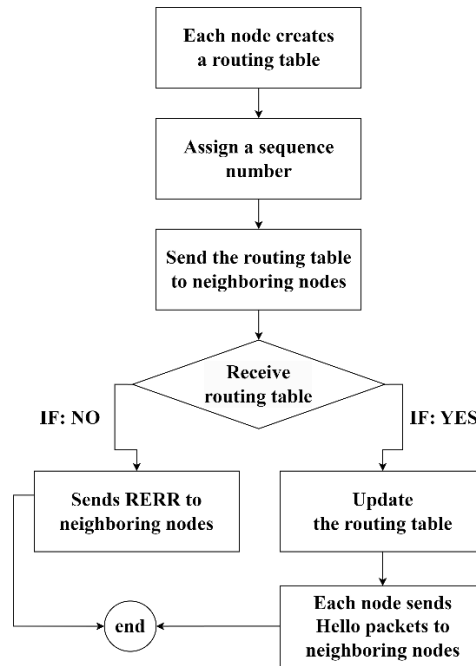 Each node creates
a routing table
Assign a sequence
number
Send the routing table
to neighboring nodes
Receive
routing table
IF: NO
IF: YES
Sends RERR to
neighboring nodes
Update
the routing table
Each node sends
Hello packets to
neighboring nodes
end